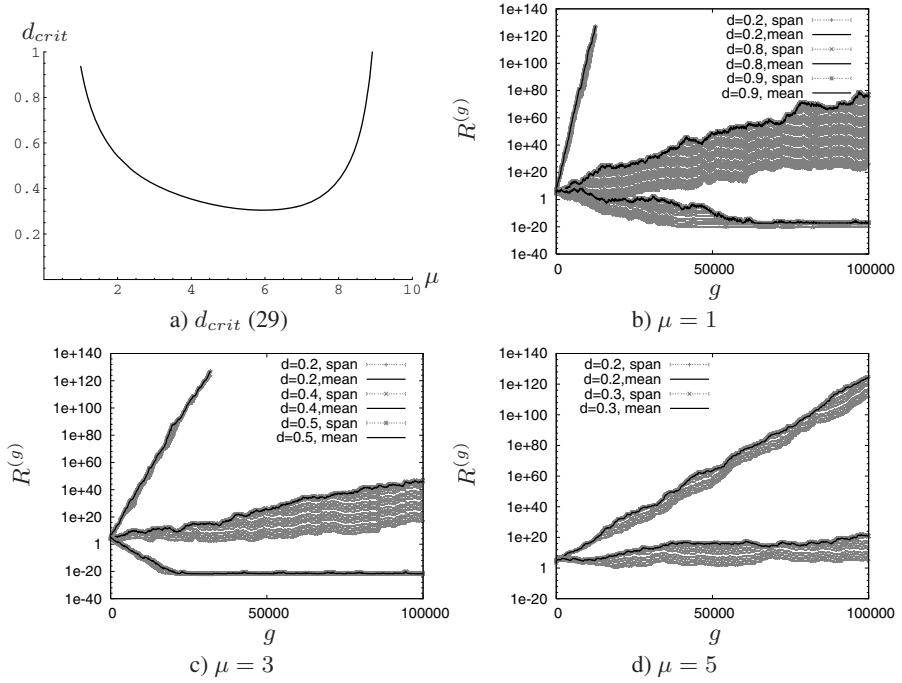 d_crit
1
0.8
0.6
0.4
0.2
2 4 6 8 10 μ
a) d_crit (29)
R^(g)
1e+140
1e+120
1e+100
1e+80
1e+60
1e+40
1e+20
1
1e-20
1e-40
d=0.2, span
d=0.2,mean
d=0.8, span
d=0.8,mean
d=0.9, span
d=0.9, mean
0 50000 100000
g
b) μ = 1
R^(g)
1e+140
1e+120
1e+100
1e+80
1e+60
1e+40
1e+20
1
1e-20
1e-40
d=0.2, span
d=0.2,mean
d=0.4, span
d=0.4,mean
d=0.5, span
d=0.5, mean
0 50000 100000
g
c) μ = 3
R^(g)
1e+140
1e+120
1e+100
1e+80
1e+60
1e+40
1e+20
1
1e-20
d=0.2, span
d=0.2,mean
d=0.3, span
d=0.3, mean
0 50000 100000
g
d) μ = 5